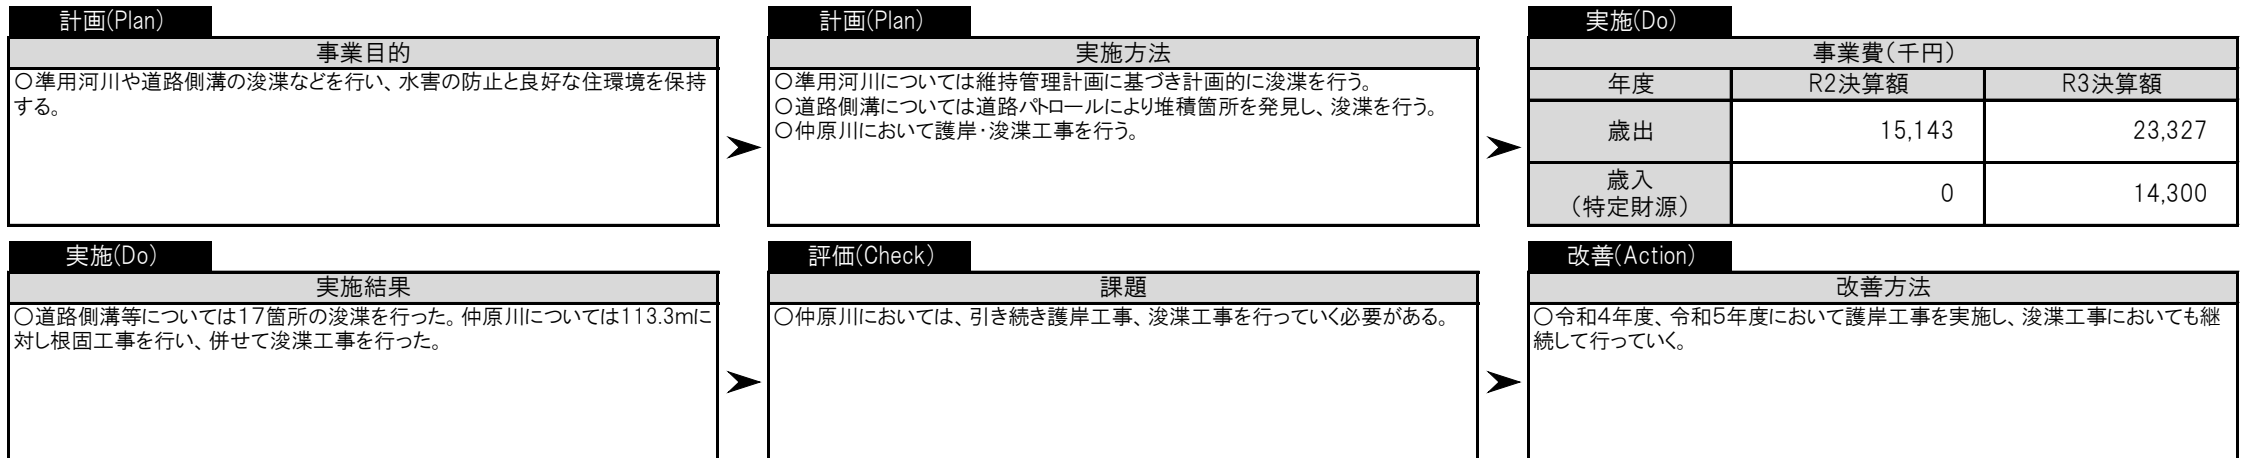 計画(Plan)
事業目的
○準用河川や道路側溝の浚渫などを行い、水害の防止と良好な住環境を保持
する。
計画(Plan)
実施方法
○準用河川については維持管理計画に基づき計画的に浚渫を行う。
○道路側溝については道路パトロールにより堆積箇所を発見し、浚渫を行う。
○仲原川において護岸・浚渫工事を行う。
実施(Do)
事業費(千円)
年度 R2決算額 R3決算額
歳出 15,143 23,327
歳入
(特定財源) 0 14,300
実施(Do)
実施結果
○道路側溝等については17箇所の浚渫を行った。仲原川については113.3mに
対し根固工事を行い、併せて浚渫工事を行った。
評価(Check)
課題
○仲原川においては、引き続き護岸工事、浚渫工事を行っていく必要がある。
改善(Action)
改善方法
○令和4年度、令和5年度において護岸工事を実施し、浚渫工事においても継
続して行っていく。